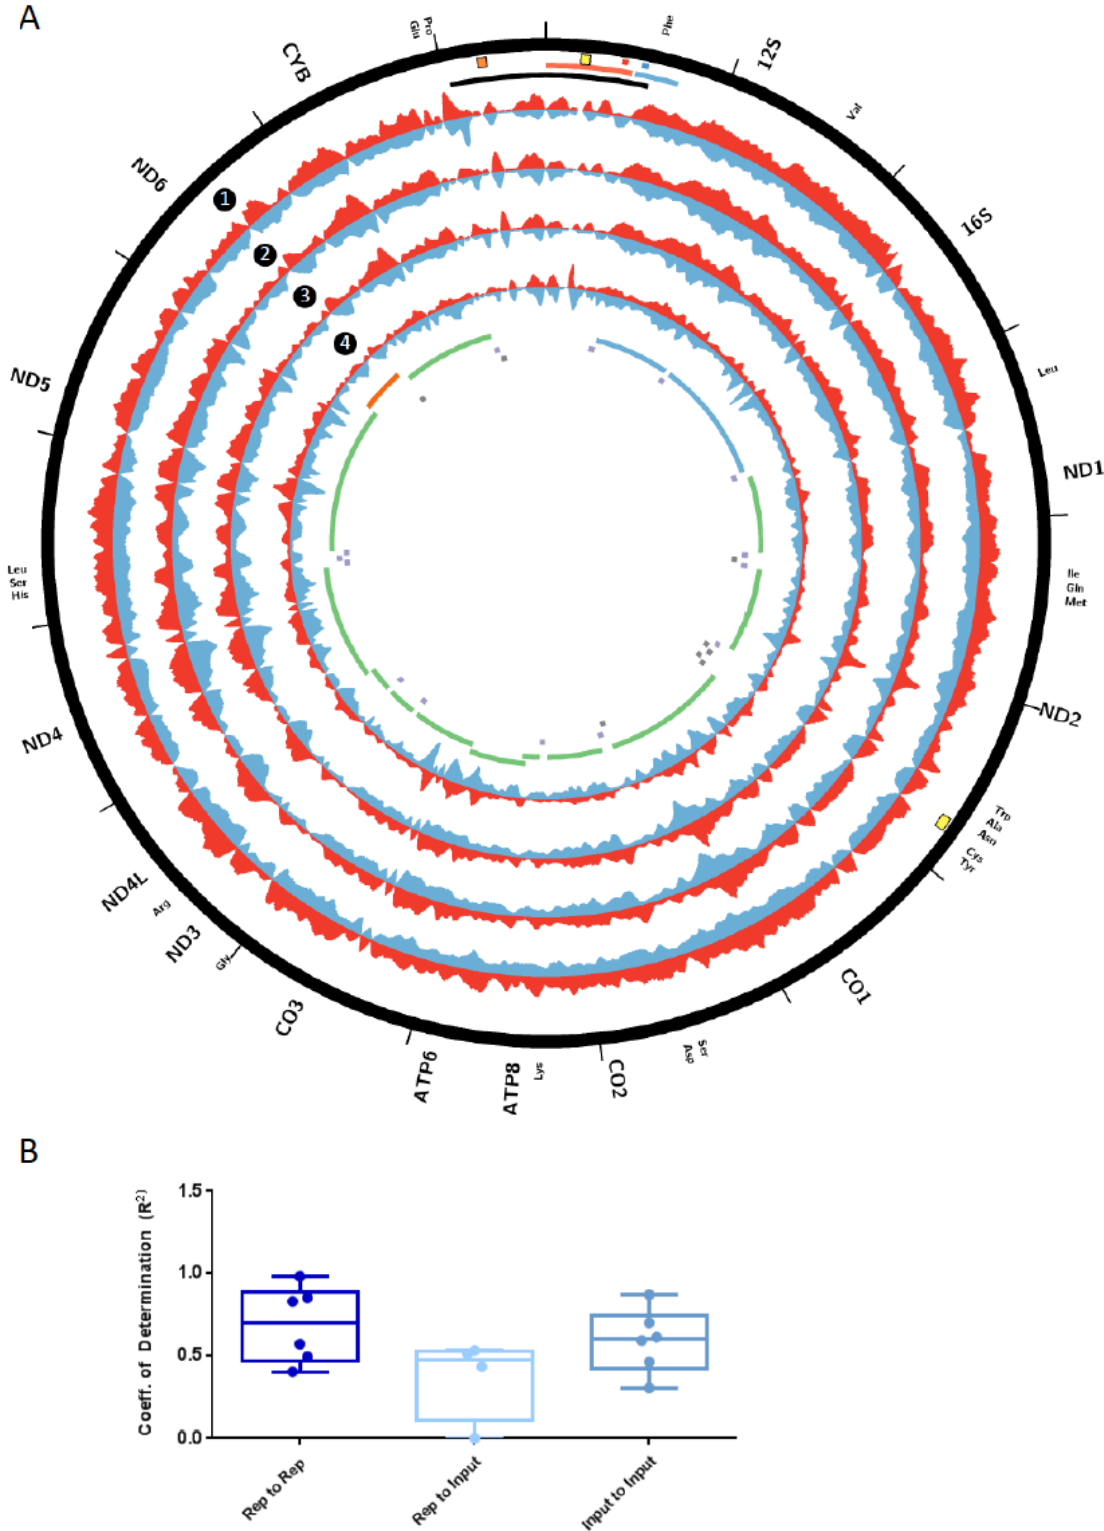 A
Pro
Glu
Phe
CYB
12S
Val
ND6
16S
1
2
3
4
Leu
ND5
ND1
Leu
Ser
His
Ile
Gln
Met
ND2
ND4
Trp
Ala
Asn
Cys
Tyr
ND4L
Arg
ND3
Gly
CO3
CO1
ATP6
ATP8
Lys
CO2
Ser
Asp
B
Coeff. of Determination (R²)
1.5
1.0
0.5
0.0
Rep to Rep
Rep to Input
Input to Input